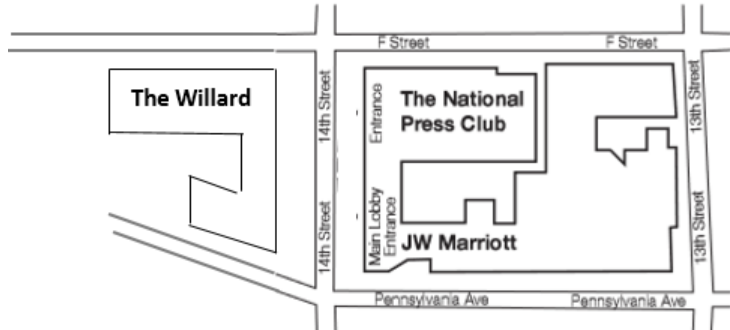 F Street
F Street
The Willard
14th Street
Entrance
The National
Press Club
13th Street
14th Street
Main Lobby
Entrance
JW Marriott
13th Street
Pennsylvania Ave
Pennsylvania Ave